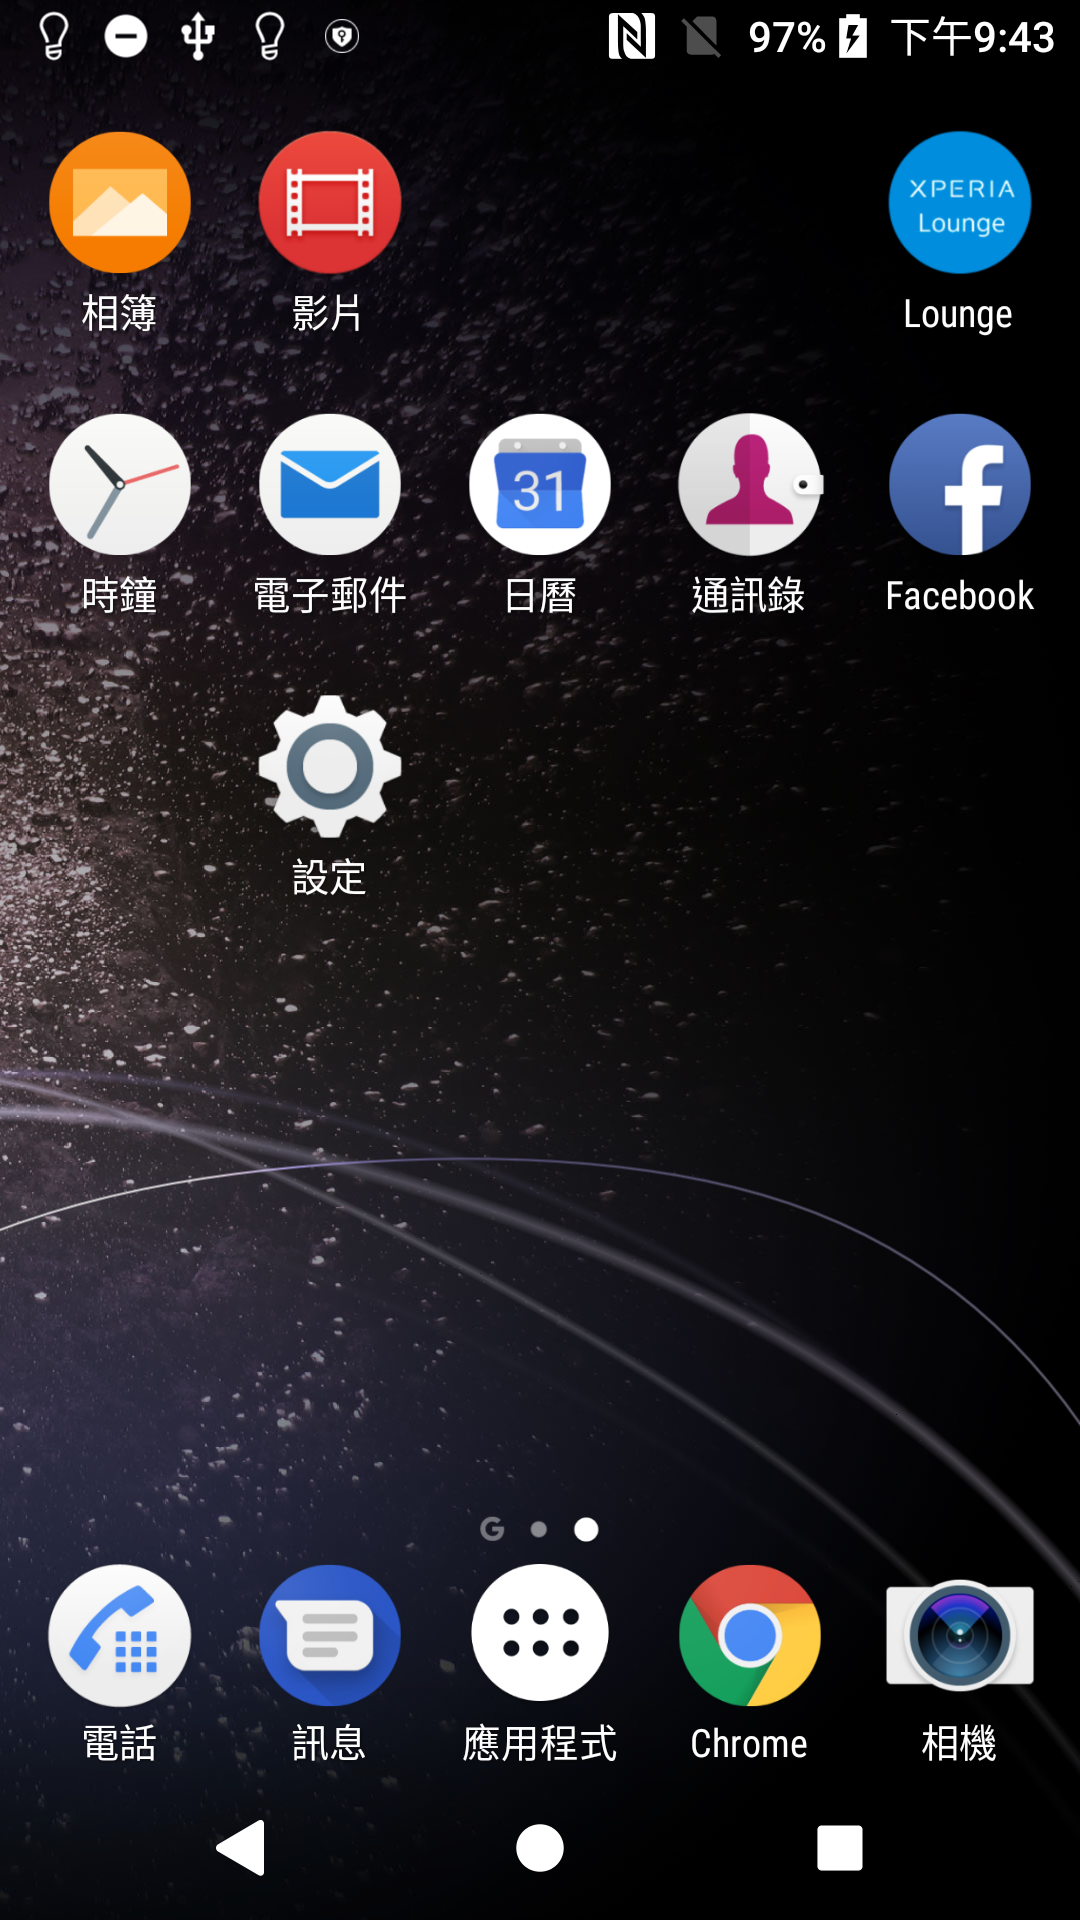 97% 下午9:43
XPERIA
Lounge
相簿 影片 Lounge
31
時鐘 電子郵件 日曆 通訊錄 Facebook
設定
G
電話 訊息 應用程式 Chrome 相機